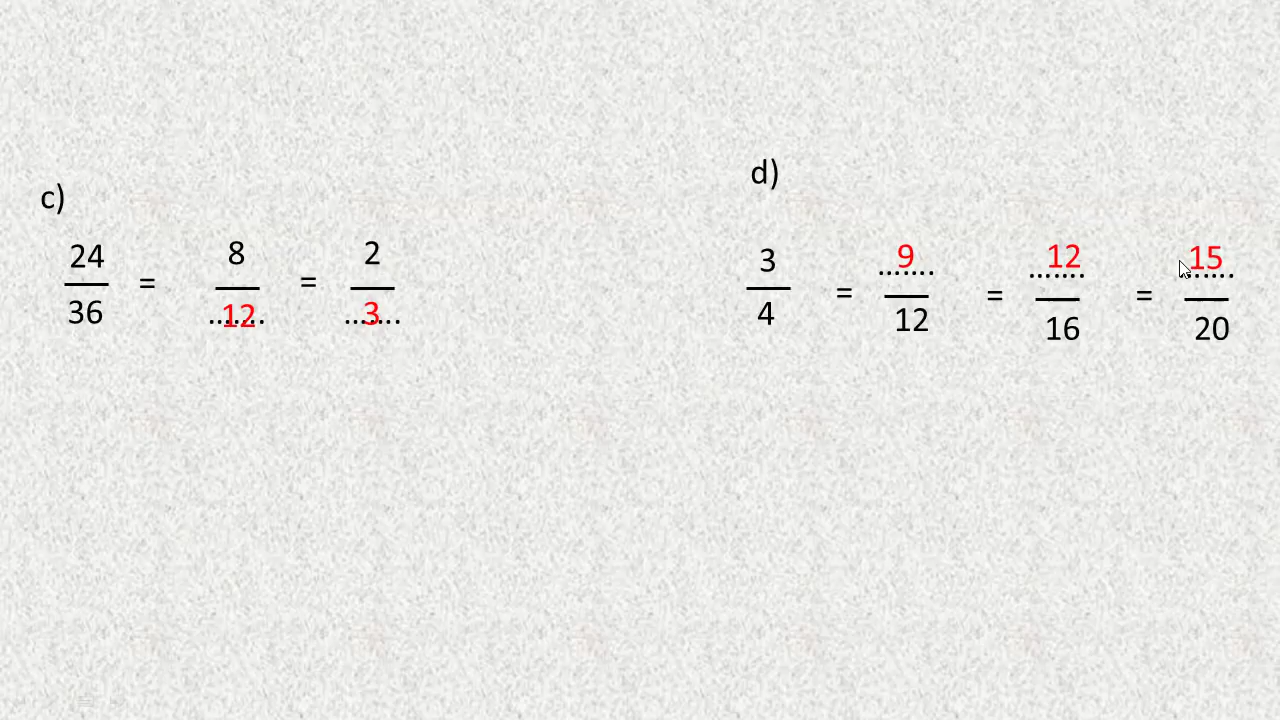 c)
24/36 = 8/12 = 2/3
d)
3/4 = 9/12 = 12/16 = 15/20